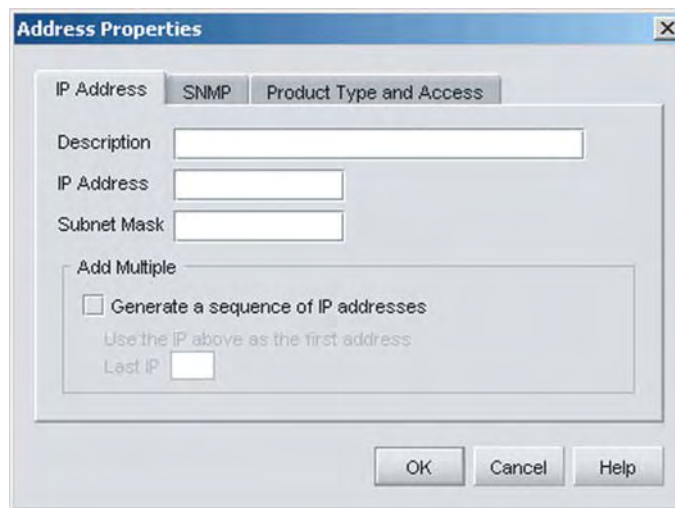 Address Properties
IP Address SNMP Product Type and Access
Description
IP Address
Subnet Mask
Add Multiple
Generate a sequence of IP addresses
Use the IP above as the first address
Last IP
OK Cancel Help